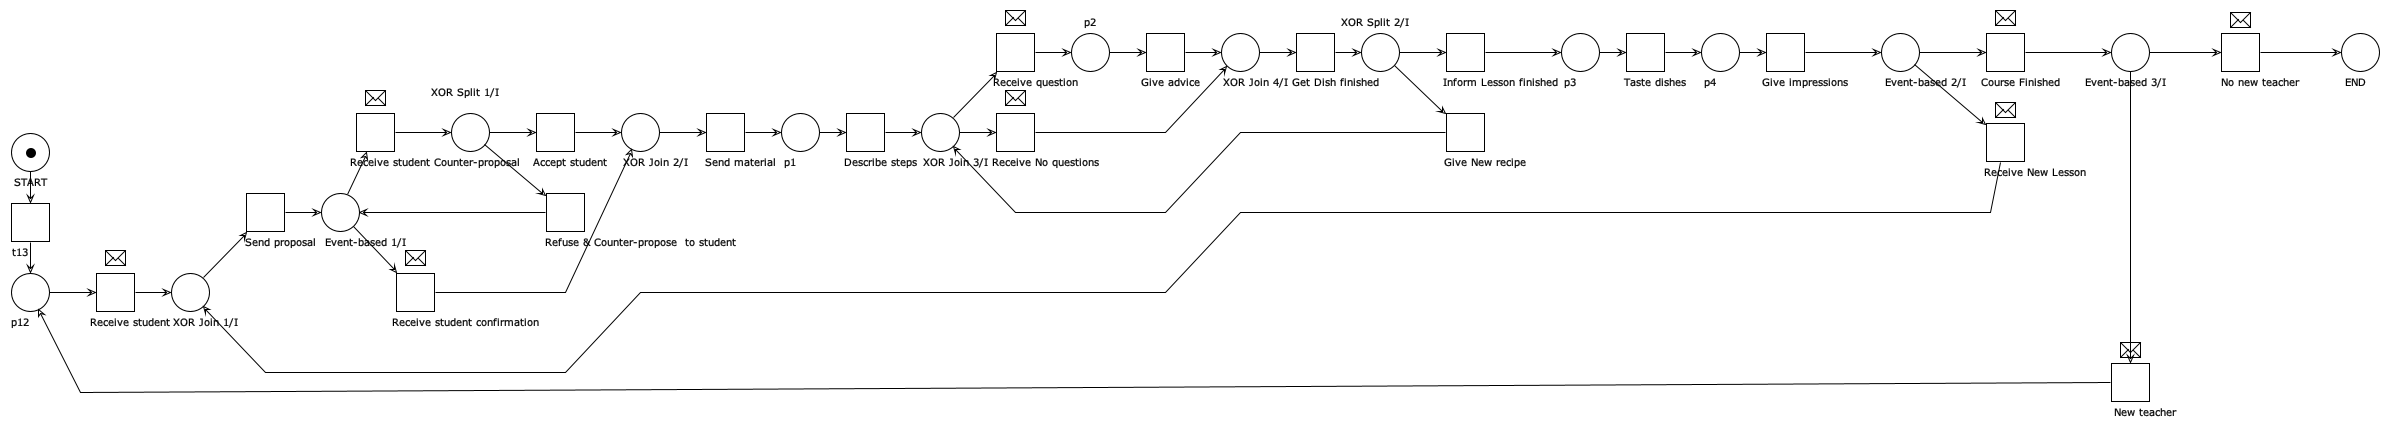 p2
XOR Split 2/I
Receive question
Give advice
XOR Join 4/I
Get Dish finished
Inform Lesson finished
p3
Taste dishes
p4
Give impressions
Event-based 2/I
Course Finished
Event-based 3/I
No new teacher
END
XOR Split 1/I
Receive student Counter-proposal
Accept student
XOR Join 2/I
Send material
p1
Describe steps
XOR Join 3/I
Receive No questions
Give New recipe
Receive New Lesson
START
t13
Send proposal
Event-based 1/I
Refuse & Counter-propose to student
p12
Receive student
XOR Join 1/I
Receive student confirmation
New teacher